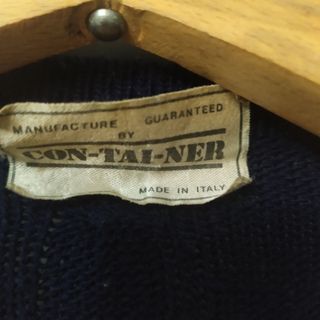 MANUFACTURE GUARANTEED
BY
CON-TAI-NER
MADE IN ITALY